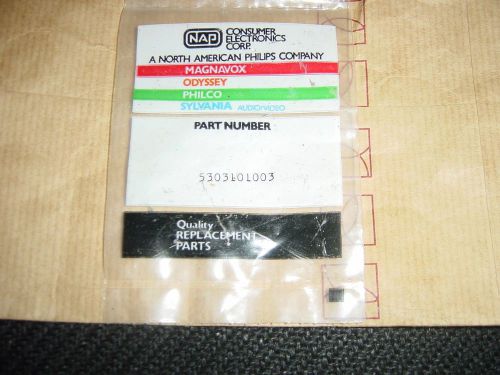 NAP
CONSUMER
ELECTRONICS
CORP.
A NORTH AMERICAN PHILIPS COMPANY
MAGNAVOX
ODYSSEY
PHILCO
SYLVANIA AUDIO/VIDEO
PART NUMBER
5303101003
Quality
REPLACEMENT
PARTS